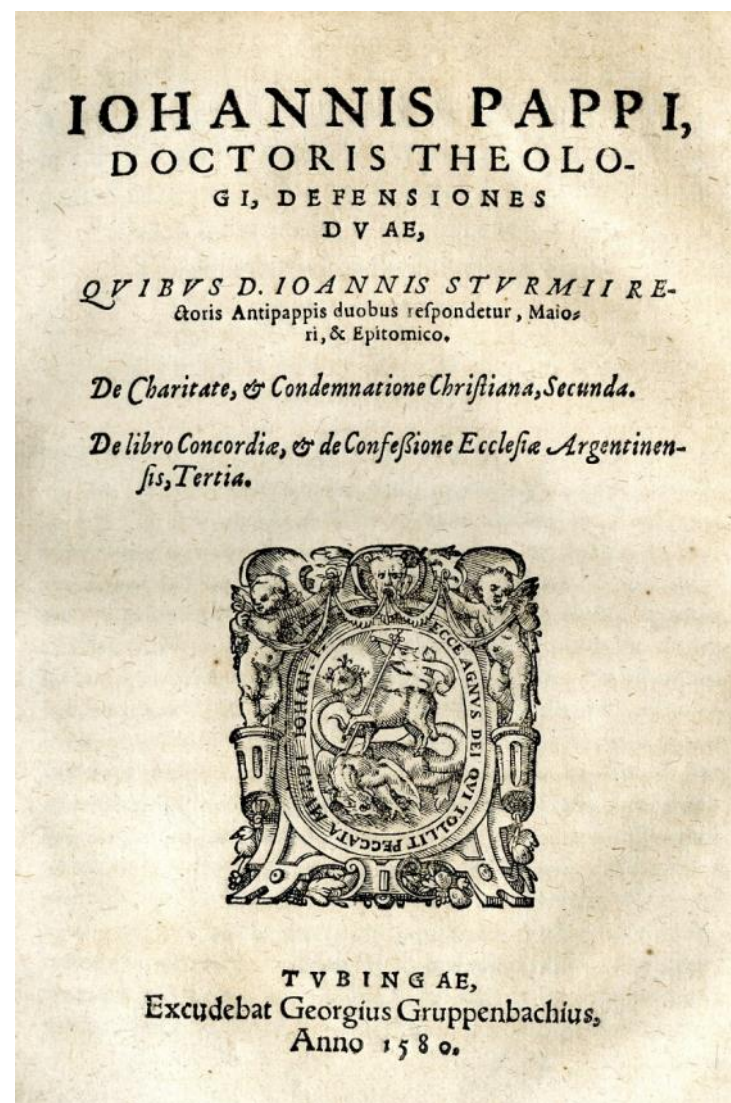 IOHANNIS PAPPI,
DOCTORIS THEOLO-
GI, DEFENSIONES
DVAE,
QVIBVS D. IOANNIS STVRMII RE-
ctoris Antipappis duobus reſpondetur, Maio-
ri, & Epitomico.
De Charitate, & Condemnatione Chriſtiana, Secunda.
De libro Concordiæ, & de Confeßione Eccleſiæ Argentinen-
ſis, Tertia.
ECCE AGNVS DEI QVI TOLLIT PECCATA MVNDI IOHAN
TVBINGAE,
Excudebat Georgius Gruppenbachius,
Anno 1580.